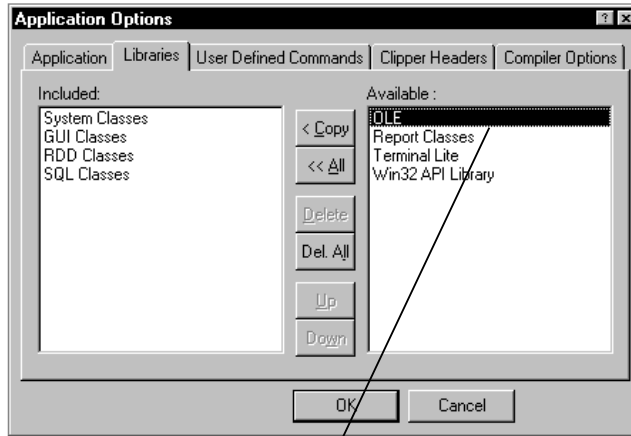 Application Options
Application
Libraries
User Defined Commands
Clipper Headers
Compiler Options
Included:
System Classes
GUI Classes
RDD Classes
SQL Classes
< Copy
<< All
Delete
Del. All
Up
Down
Available :
OLE
Report Classes
Terminal Lite
Win32 API Library
OK
Cancel